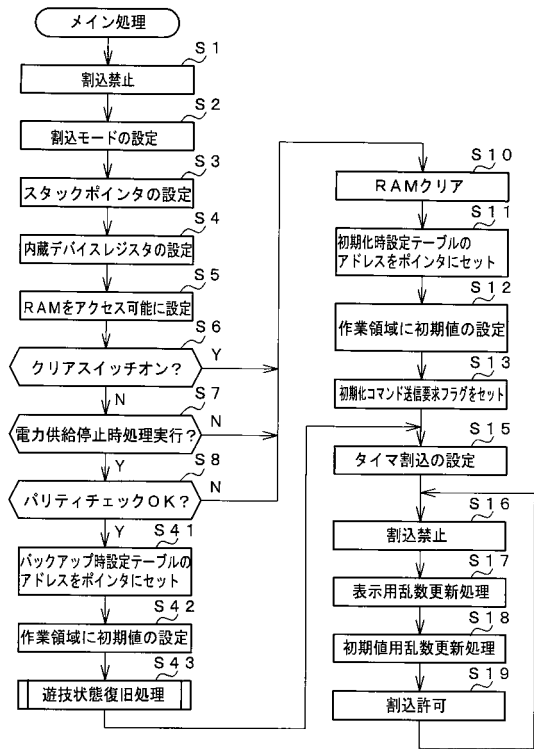 メイン処理
S1
割込禁止
S2
割込モードの設定
S3
スタックポインタの設定
S4
内蔵デバイスレジスタの設定
S5
RAMをアクセス可能に設定
S6
クリアスイッチオン?
Y
N
S7
電力供給停止時処理実行?
N
Y
S8
パリティチェックOK?
N
Y
S41
バックアップ時設定テーブルの
アドレスをポインタにセット
S42
作業領域に初期値の設定
S43
遊技状態復旧処理
S10
RAMクリア
S11
初期化時設定テーブルの
アドレスをポインタにセット
S12
作業領域に初期値の設定
S13
初期化コマンド送信要求フラグをセット
S15
タイマ割込の設定
S16
割込禁止
S17
表示用乱数更新処理
S18
初期値用乱数更新処理
S19
割込許可